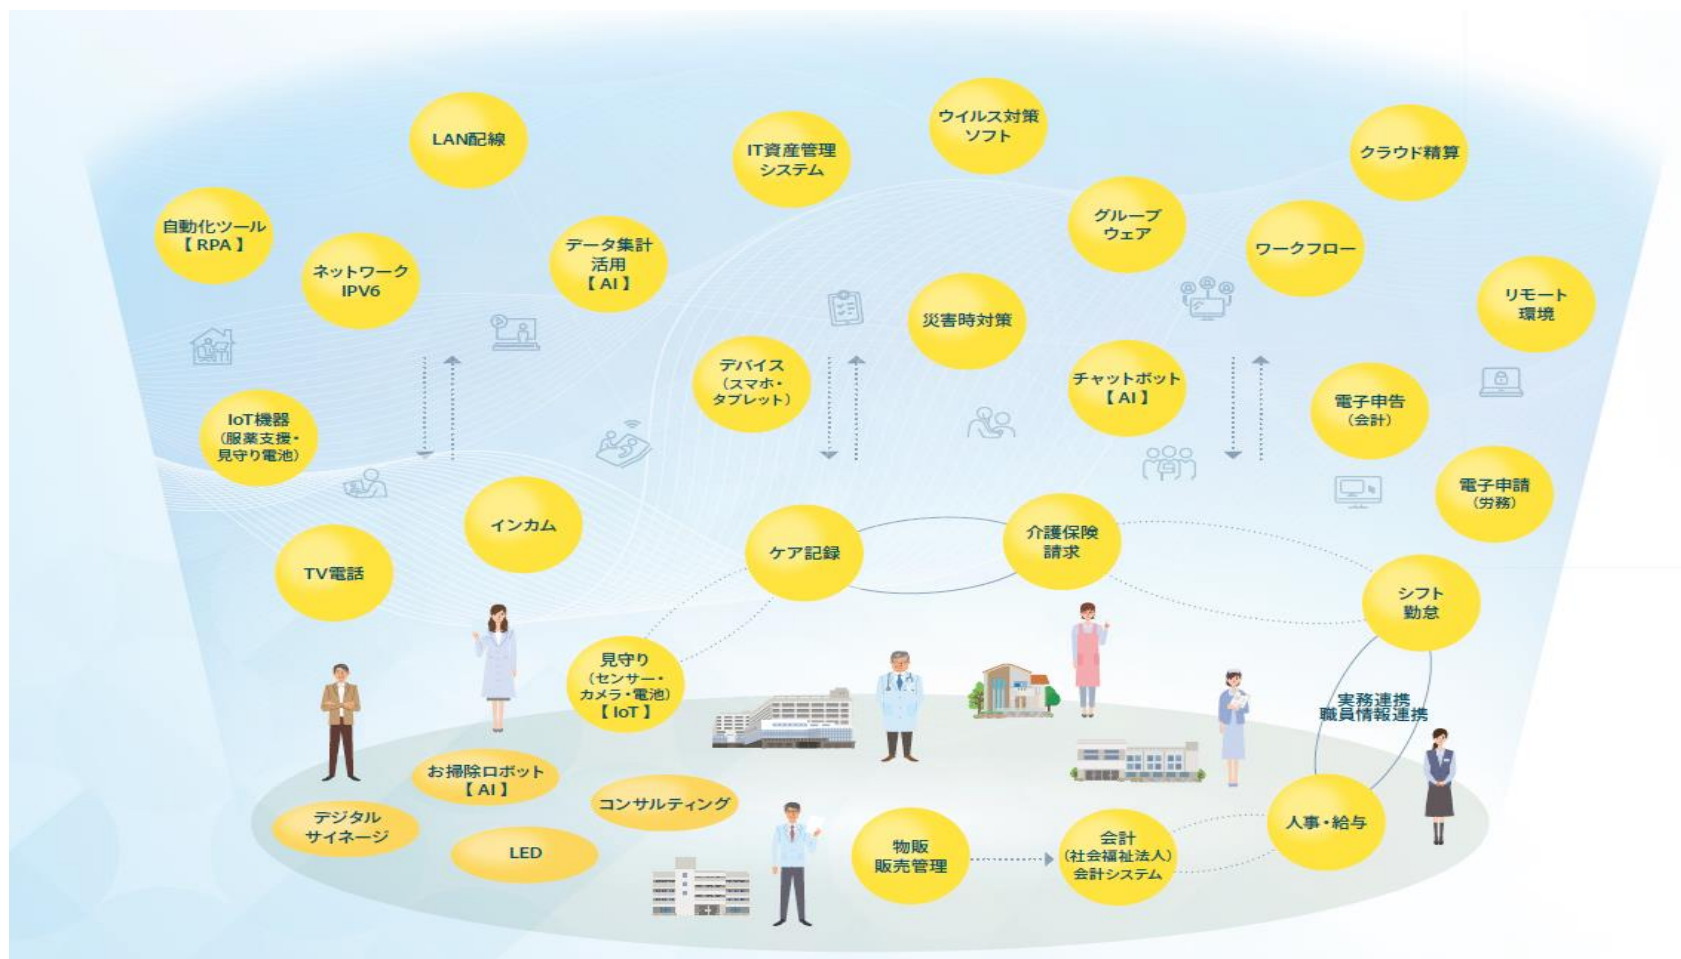 LAN配線
IT資産管理
システム
ウイルス対策
ソフト
クラウド精算
自動化ツール
【 RPA 】
ネットワーク
IPV6
データ集計
活用
【 AI 】
グループ
ウェア
ワークフロー
リモート
環境
災害時対策
デバイス
（スマホ・
タブレット）
チャットボット
【 AI 】
電子申告
（会計）
IoT機器
（服薬支援・
見守り電池）
電子申請
（労務）
インカム
TV電話
ケア記録
介護保険
請求
シフト
勤怠
見守り
（センサー・
カメラ・電池）
【 IoT 】
実務連携
職員情報連携
お掃除ロボット
【 AI 】
コンサルティング
デジタル
サイネージ
LED
物販
販売管理
会計
（社会福祉法人）
会計システム
人事・給与